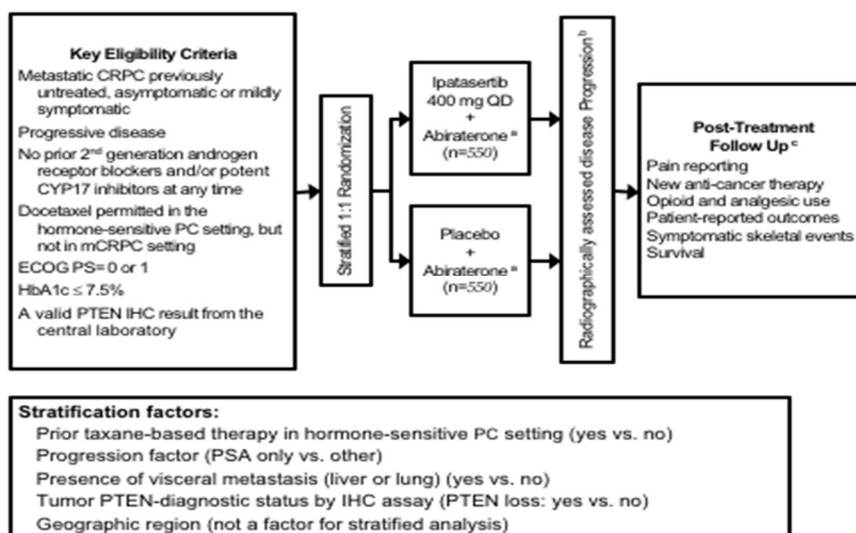 Key Eligibility Criteria
Metastatic CRPC previously
untreated, asymptomatic or mildly
symptomatic
Progressive disease
No prior 2nd generation androgen
receptor blockers and/or potent
CYP17 inhibitors at any time
Docetaxel permitted in the
hormone-sensitive PC setting, but
not in mCRPC setting
ECOG PS= 0 or 1
HbA1c ≤ 7.5%
A valid PTEN IHC result from the
central laboratory
Stratified 1:1 Randomization
Ipatasertib
400 mg QD
+
Abiraterone a
(n=550)
Placebo
+
Abiraterone a
(n=550)
Radiographically assessed disease Progression b
Post-Treatment
Follow Up c
Pain reporting
New anti-cancer therapy
Opioid and analgesic use
Patient-reported outcomes
Symptomatic skeletal events
Survival
Stratification factors:
Prior taxane-based therapy in hormone-sensitive PC setting (yes vs. no)
Progression factor (PSA only vs. other)
Presence of visceral metastasis (liver or lung) (yes vs. no)
Tumor PTEN-diagnostic status by IHC assay (PTEN loss: yes vs. no)
Geographic region (not a factor for stratified analysis)